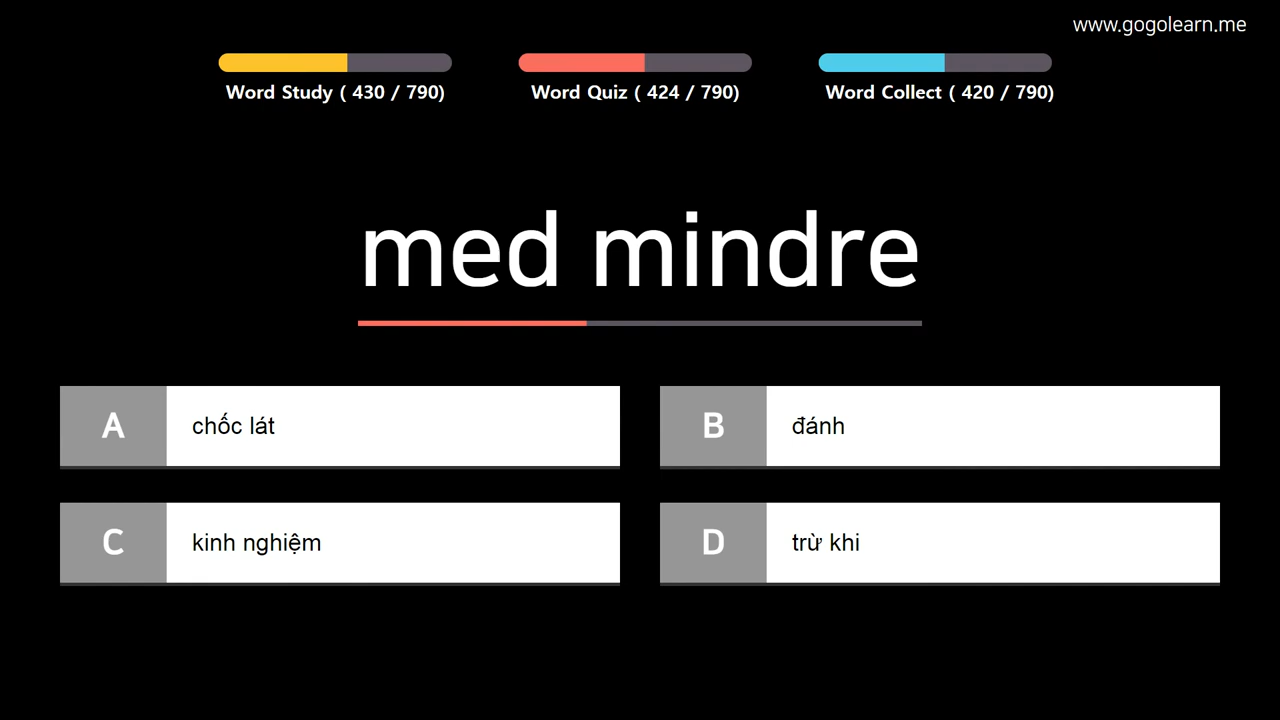 www.gogolearn.me
Word Study ( 430 / 790)
Word Quiz ( 424 / 790)
Word Collect ( 420 / 790)
med mindre
A chốc lát
B đánh
C kinh nghiệm
D trừ khi